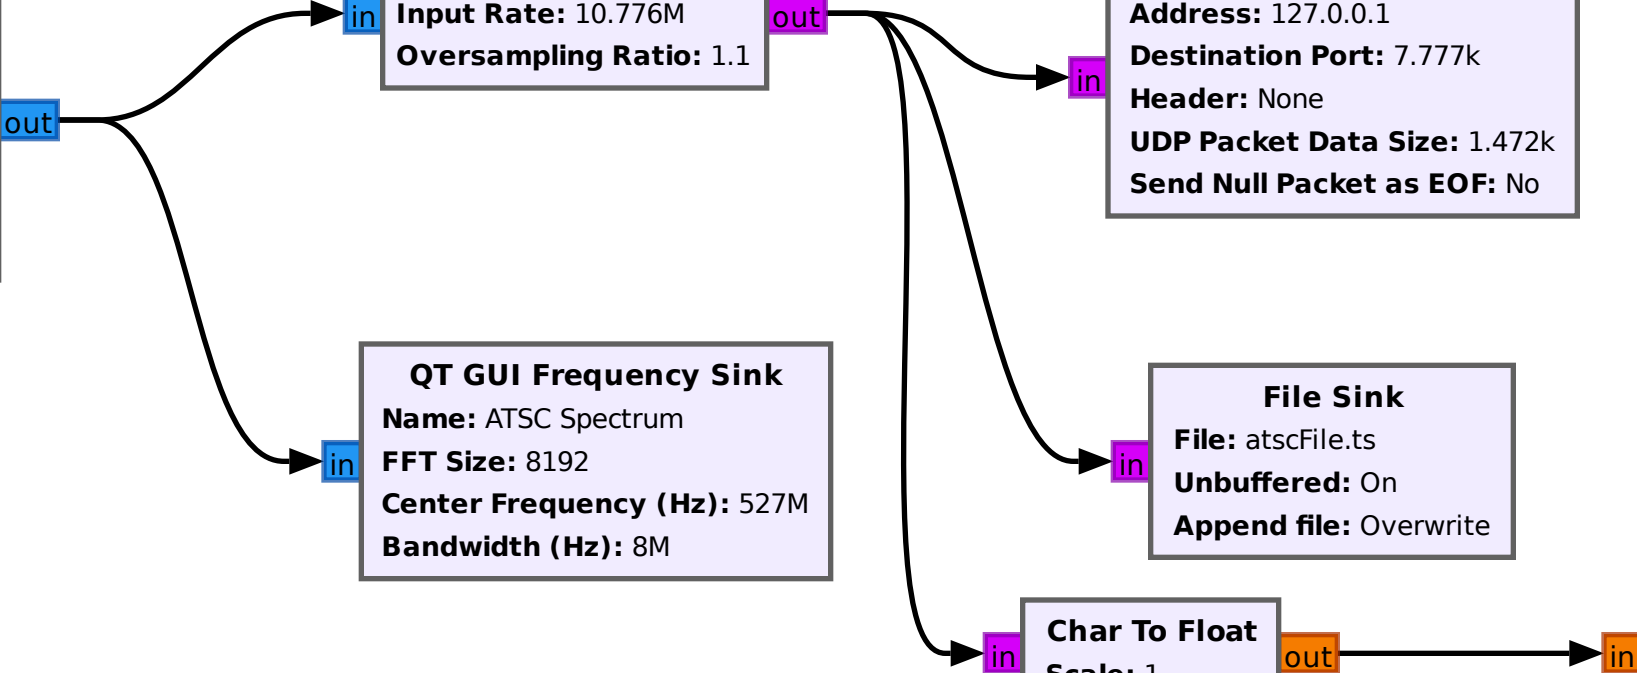 in
Input Rate: 10.776M
Oversampling Ratio: 1.1
out
in
Address: 127.0.0.1
Destination Port: 7.777k
Header: None
UDP Packet Data Size: 1.472k
Send Null Packet as EOF: No
out
in
QT GUI Frequency Sink
Name: ATSC Spectrum
FFT Size: 8192
Center Frequency (Hz): 527M
Bandwidth (Hz): 8M
in
File Sink
File: atscFile.ts
Unbuffered: On
Append file: Overwrite
in
Char To Float
Scale: 1
out
in